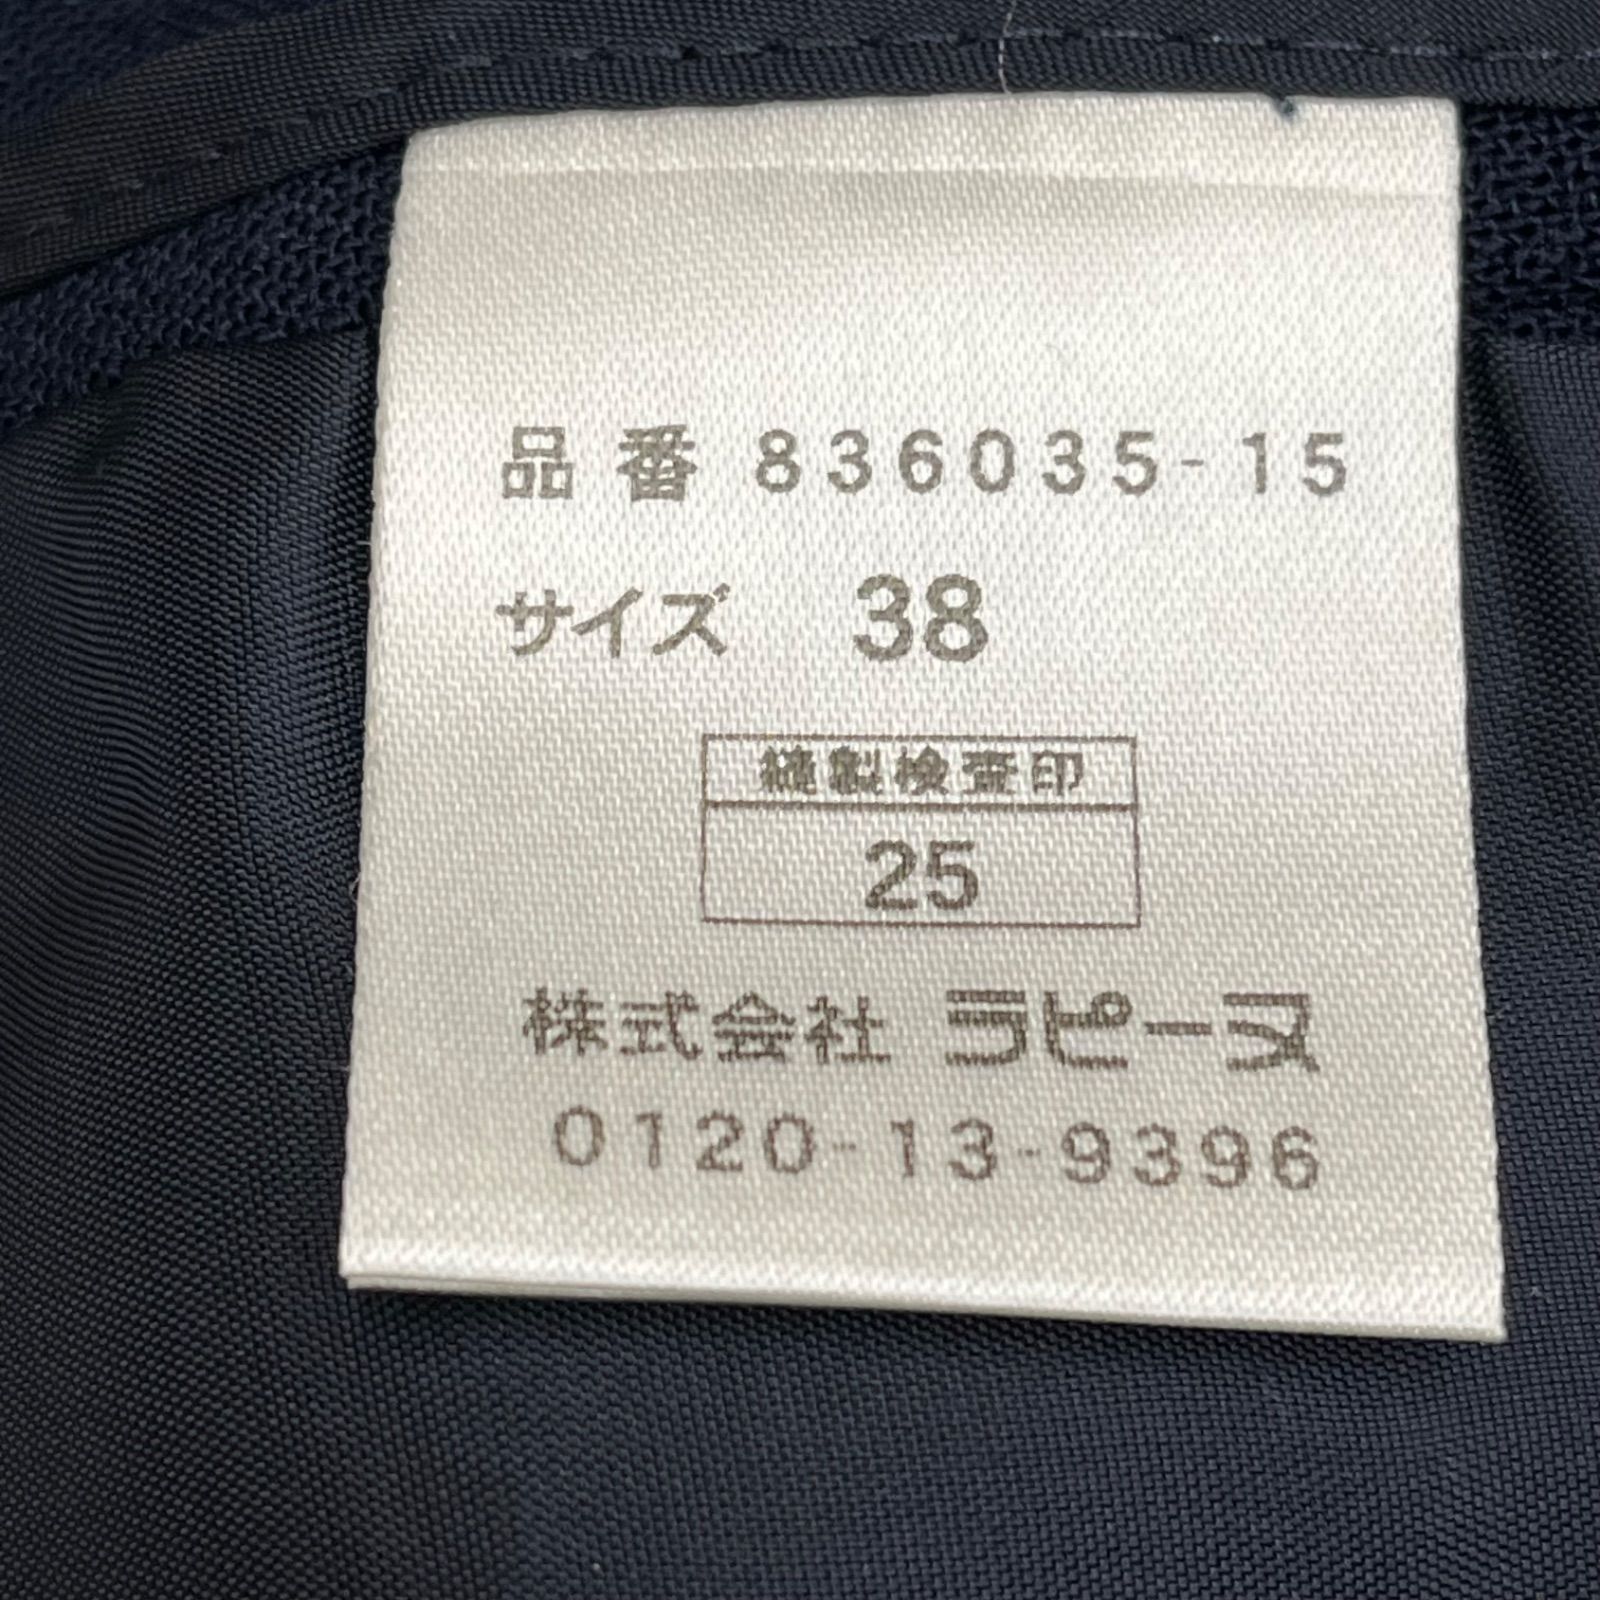 品番 836035-15
サイズ 38
縫製検査印
25
株式会社 ラピーヌ
0120-13-9396